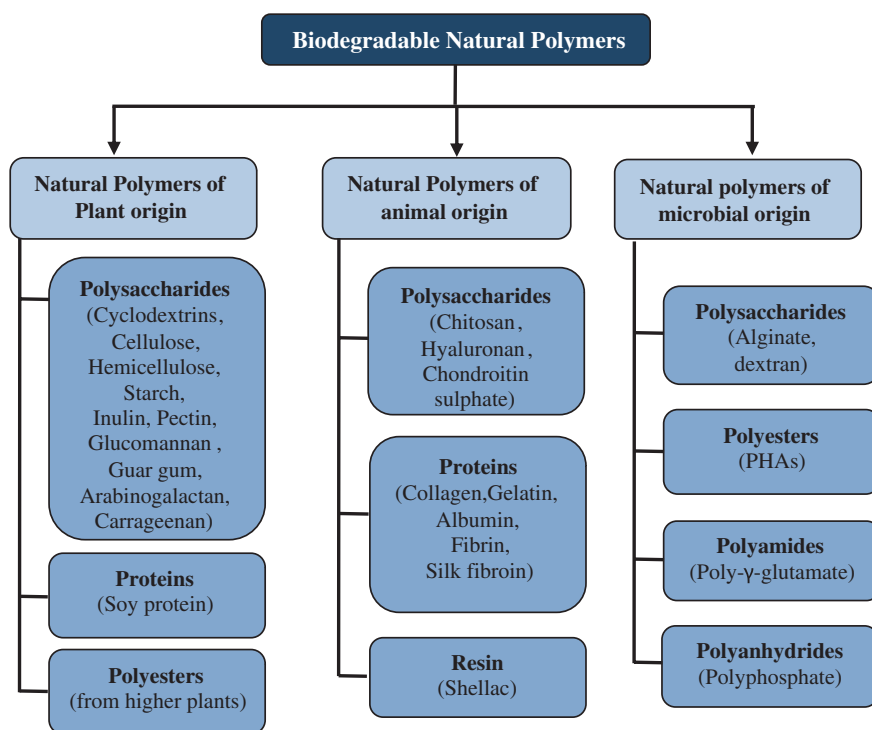 Biodegradable Natural Polymers
Natural Polymers of
Plant origin
Polysaccharides
(Cyclodextrins,
Cellulose,
Hemicellulose,
Starch,
Inulin, Pectin,
Glucomannan ,
Guar gum,
Arabinogalactan,
Carrageenan)
Proteins
(Soy protein)
Polyesters
(from higher plants)
Natural Polymers of
animal origin
Polysaccharides
(Chitosan ,
Hyaluronan ,
Chondroitin
sulphate)
Proteins
(Collagen,Gelatin,
Albumin,
Fibrin,
Silk fibroin)
Resin
(Shellac)
Natural polymers of
microbial origin
Polysaccharides
(Alginate,
dextran)
Polyesters
(PHAs)
Polyamides
(Poly-γ-glutamate)
Polyanhydrides
(Polyphosphate)